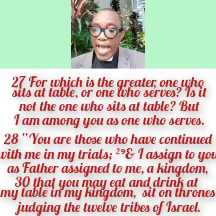 27 For which is the greater, one who
sits at table, or one who serves? Is it
not the one who sits at table? But
I am among you as one who serves.
28 "You are those who have continued
with me in my trials; ²⁹& I assign to you
as Father assigned to me, a kingdom,
30 that you may eat and drink at
my table in my kingdom, sit on thrones
judging the twelve tribes of Israel.